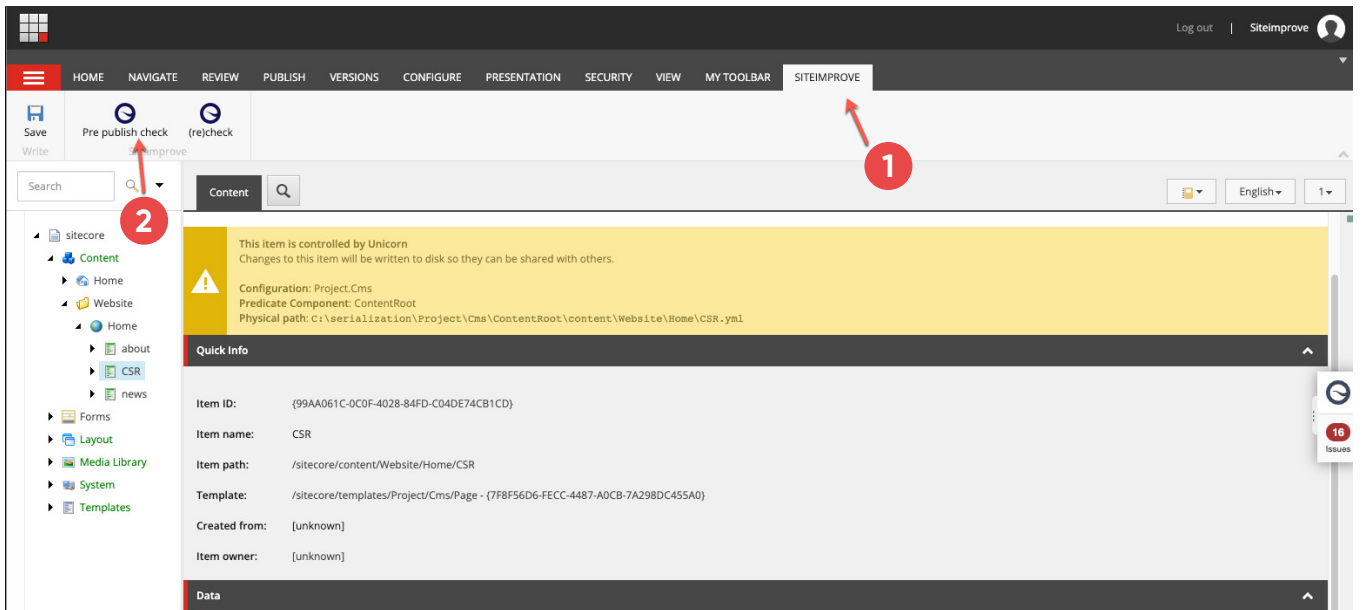 Log out | Siteimprove
HOME NAVIGATE REVIEW PUBLISH VERSIONS CONFIGURE PRESENTATION SECURITY VIEW MY TOOLBAR SITEIMPROVE
Save Pre publish check (re)check
Write Siteimprove
1
Search
Content
English 1
2
sitecore
Content
Home
Website
Home
about
CSR
news
Forms
Layout
Media Library
System
Templates
This item is controlled by Unicorn
Changes to this item will be written to disk so they can be shared with others.
Configuration: Project.Cms
Predicate Component: ContentRoot
Physical path: C:\serialization\Project\Cms\ContentRoot\content\Website\Home\CSR.yml
Quick Info
Item ID: {99AA061C-0C0F-4028-84FD-C04DE74CB1CD}
Item name: CSR
Item path: /sitecore/content/Website/Home/CSR
Template: /sitecore/templates/Project/Cms/Page - {7F8F56D6-FECC-4487-A0CB-7A298DC455A0}
Created from: [unknown]
Item owner: [unknown]
Data
16
Issues